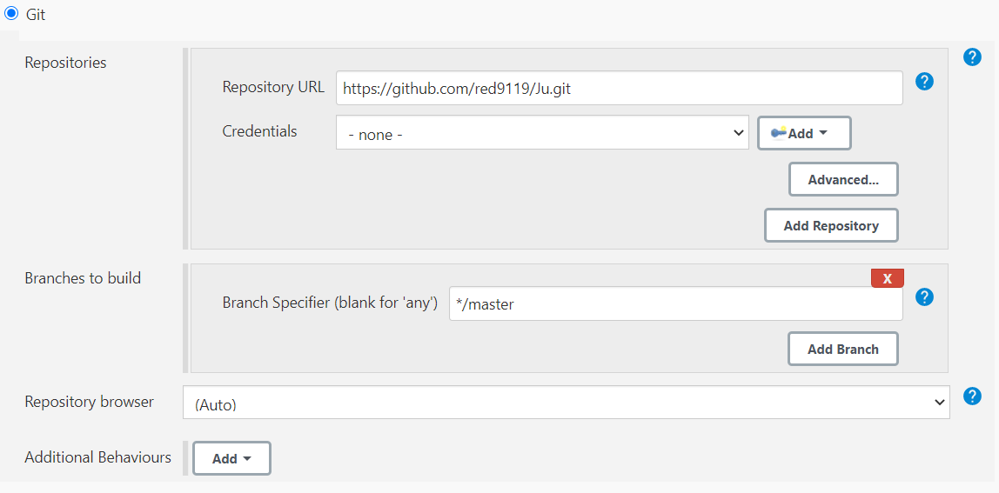 Git
Repositories
?
Repository URL https://github.com/red9119/Ju.git ?
Credentials - none - Add
Advanced...
Add Repository
Branches to build
X
Branch Specifier (blank for 'any') */master ?
Add Branch
Repository browser (Auto) ?
Additional Behaviours Add